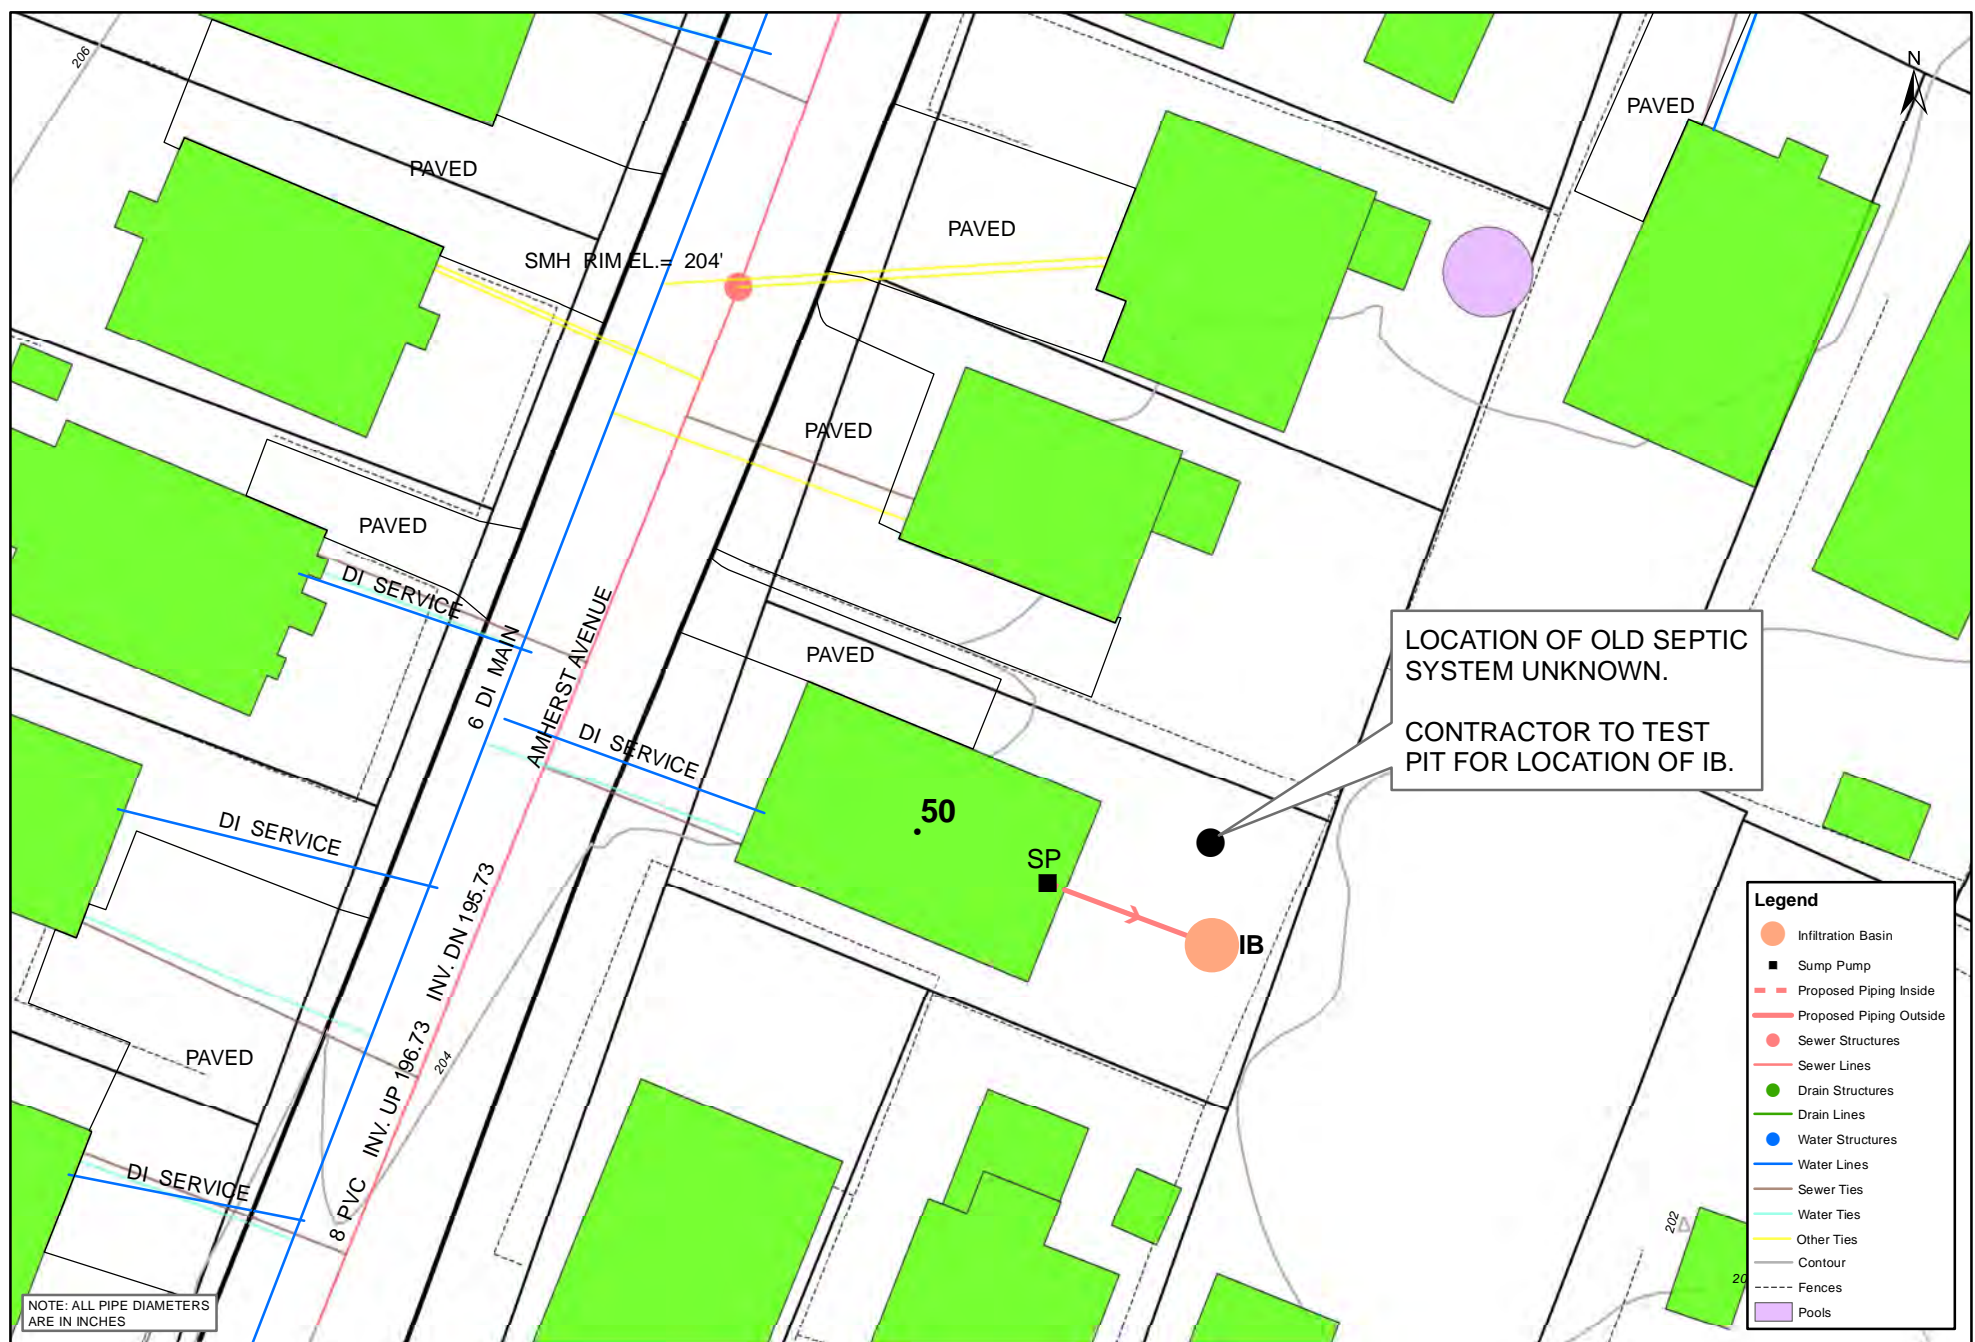 206
N
PAVED
PAVED
PAVED
SMH RIM EL.= 204'
PAVED
PAVED
DI SERVICE
6 DI MAIN
AMHERST AVENUE
PAVED
LOCATION OF OLD SEPTIC
SYSTEM UNKNOWN.
CONTRACTOR TO TEST
PIT FOR LOCATION OF IB.
DI SERVICE
50
DI SERVICE
SP
IB
8 PVC INV. UP 196.73 INV. DN 195.73
204
PAVED
DI SERVICE
202
20
NOTE: ALL PIPE DIAMETERS
ARE IN INCHES
Legend
Infiltration Basin
Sump Pump
Proposed Piping Inside
Proposed Piping Outside
Sewer Structures
Sewer Lines
Drain Structures
Drain Lines
Water Structures
Water Lines
Sewer Ties
Water Ties
Other Ties
Contour
Fences
Pools